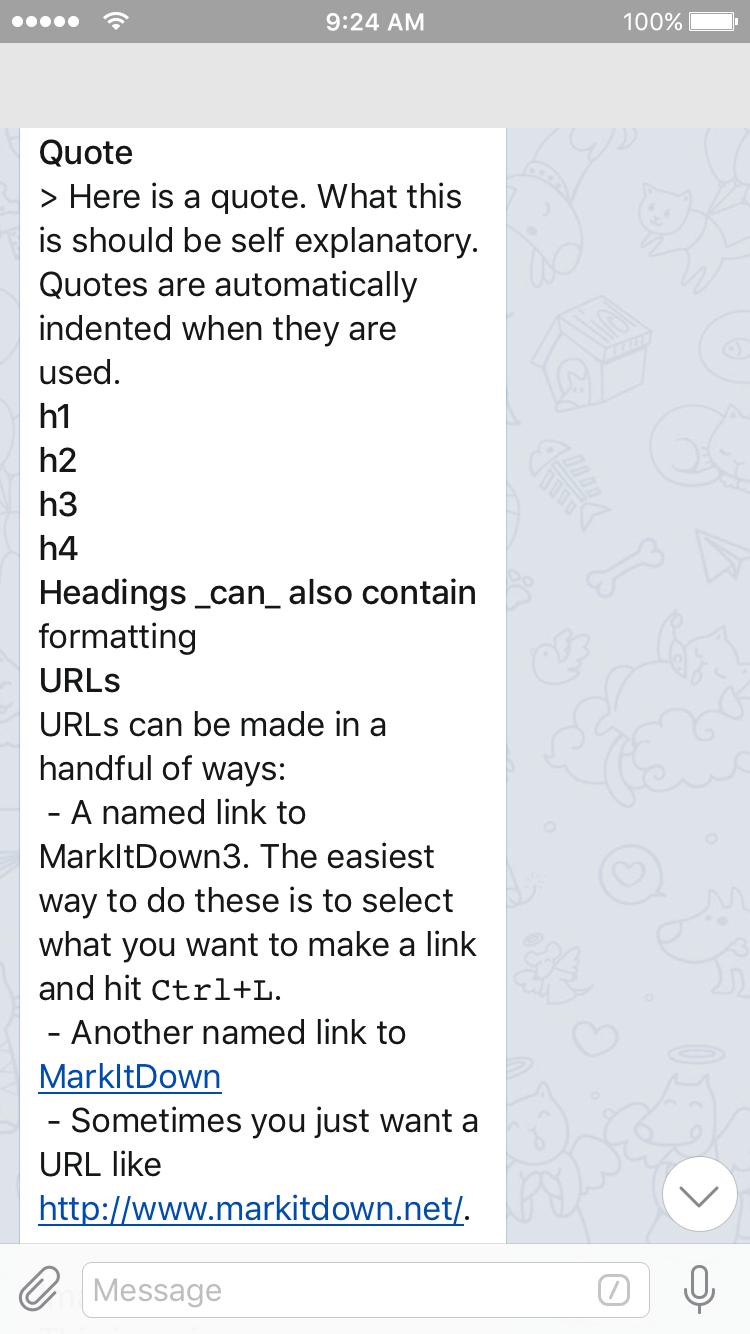 9:24 AM
100%
Quote
> Here is a quote. What this
is should be self explanatory.
Quotes are automatically
indented when they are
used.
h1
h2
h3
h4
Headings _can_ also contain
formatting
URLs
URLs can be made in a
handful of ways:
- A named link to
MarkItDown3. The easiest
way to do these is to select
what you want to make a link
and hit Ctrl+L.
- Another named link to
MarkItDown
- Sometimes you just want a
URL like
http://www.markitdown.net/.
Message